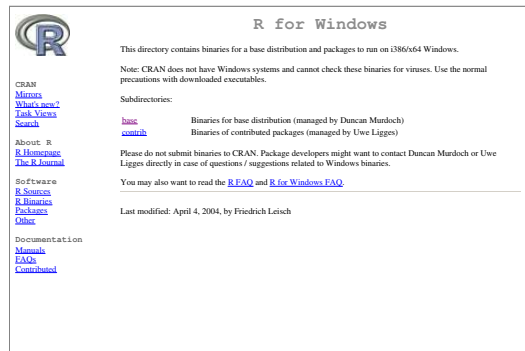 R
CRAN
Mirrors
What's new?
Task Views
Search
About R
R Homepage
The R Journal
Software
R Sources
R Binaries
Packages
Other
Documentation
Manuals
FAQs
Contributed
R for Windows
This directory contains binaries for a base distribution and packages to run on i386/x64 Windows.
Note: CRAN does not have Windows systems and cannot check these binaries for viruses. Use the normal
precautions with downloaded executables.
Subdirectories:
base Binaries for base distribution (managed by Duncan Murdoch)
contrib Binaries of contributed packages (managed by Uwe Ligges)
Please do not submit binaries to CRAN. Package developers might want to contact Duncan Murdoch or Uwe
Ligges directly in case of questions / suggestions related to Windows binaries.
You may also want to read the R FAQ and R for Windows FAQ.
Last modified: April 4, 2004, by Friedrich Leisch